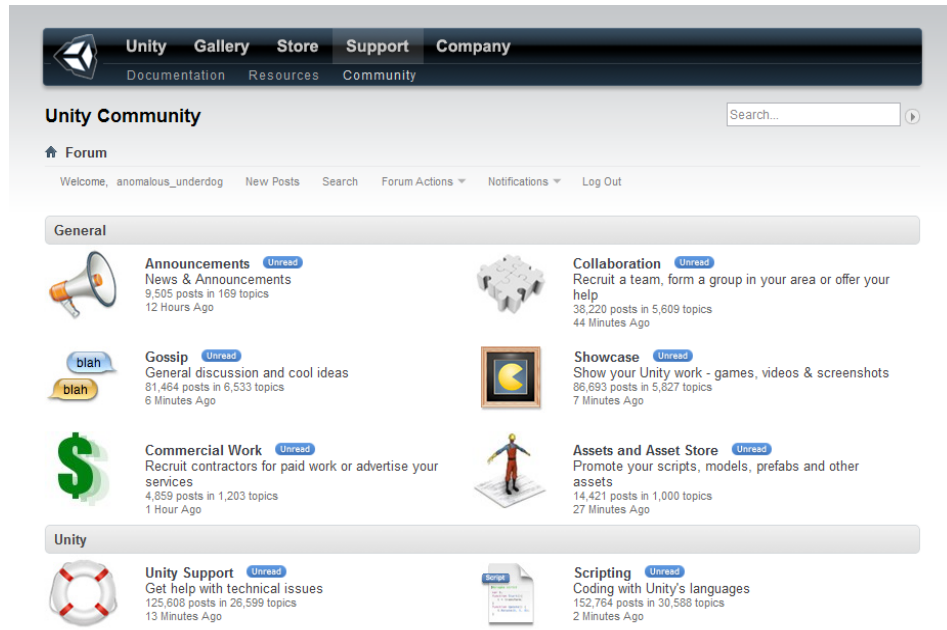 Unity Gallery Store Support Company
Documentation Resources Community
Unity Community
Search...
Forum
Welcome, anomalous_underdog New Posts Search Forum Actions Notifications Log Out
General
Announcements Unread
News & Announcements
9,505 posts in 169 topics
12 Hours Ago
Collaboration Unread
Recruit a team, form a group in your area or offer your
help
38,220 posts in 5,609 topics
44 Minutes Ago
blah
blah
Gossip Unread
General discussion and cool ideas
81,464 posts in 6,533 topics
6 Minutes Ago
Showcase Unread
Show your Unity work - games, videos & screenshots
86,693 posts in 5,827 topics
7 Minutes Ago
$
Commercial Work Unread
Recruit contractors for paid work or advertise your
services
4,859 posts in 1,203 topics
1 Hour Ago
Assets and Asset Store Unread
Promote your scripts, models, prefabs and other
assets
14,421 posts in 1,000 topics
27 Minutes Ago
Unity
Unity Support Unread
Get help with technical issues
125,608 posts in 26,599 topics
13 Minutes Ago
Script
Scripting Unread
Coding with Unity's languages
152,764 posts in 30,588 topics
2 Minutes Ago